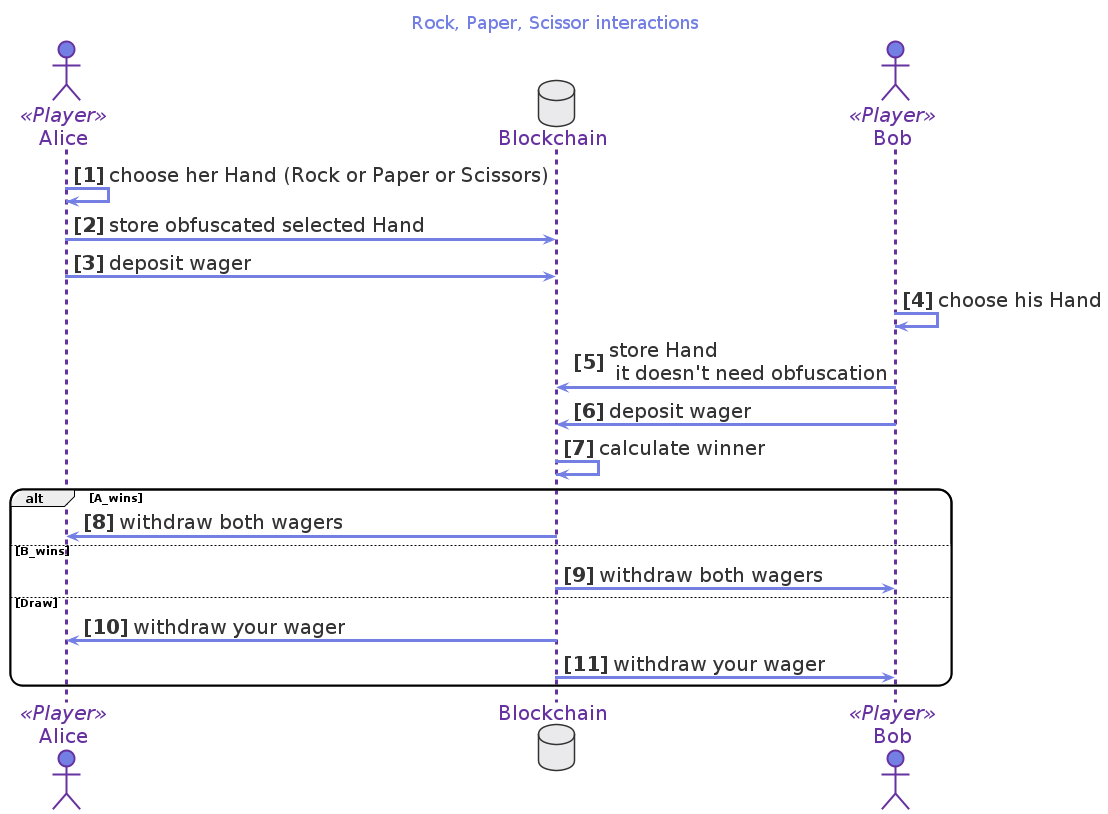 Rock, Paper, Scissor interactions
«Player»
Alice
Blockchain
«Player»
Bob
[1] choose her Hand (Rock or Paper or Scissors)
[2] store obfuscated selected Hand
[3] deposit wager
[4] choose his Hand
[5] store Hand
it doesn't need obfuscation
[6] deposit wager
[7] calculate winner
alt [A_wins]
[8] withdraw both wagers
[B_wins]
[9] withdraw both wagers
[Draw]
[10] withdraw your wager
[11] withdraw your wager
«Player»
Alice
Blockchain
«Player»
Bob